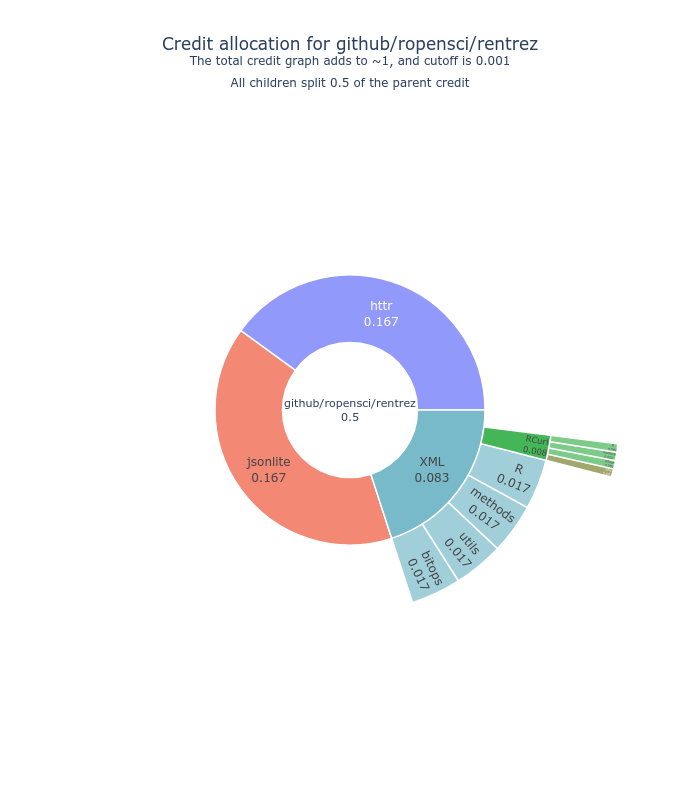 Credit allocation for github/ropensci/rentrez
The total credit graph adds to ~1, and cutoff is 0.001
All children split 0.5 of the parent credit
httr
0.167
github/ropensci/rentrez
0.5
jsonlite
0.167
XML
0.083
RCurl
0.008
R
0.017
methods
0.017
utils
0.017
bitops
0.017